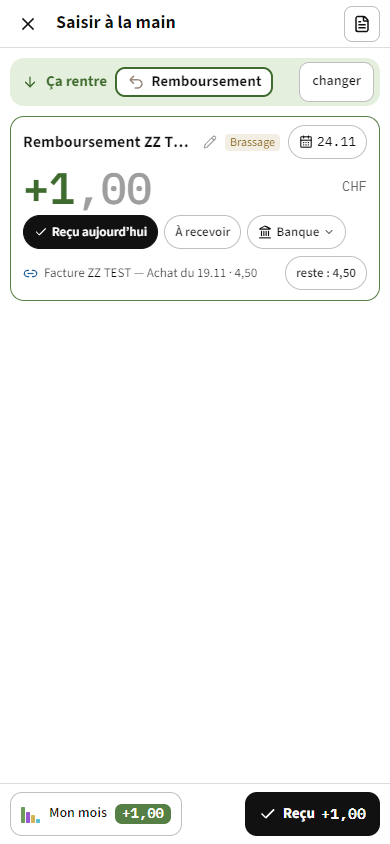 Saisir à la main
Ça rentre Remboursement changer
Remboursement ZZ T… Brassage 24.11
+1,00 CHF
Reçu aujourd'hui À recevoir Banque
Facture ZZ TEST — Achat du 19.11 · 4,50 reste : 4,50
Mon mois +1,00 Reçu +1,00